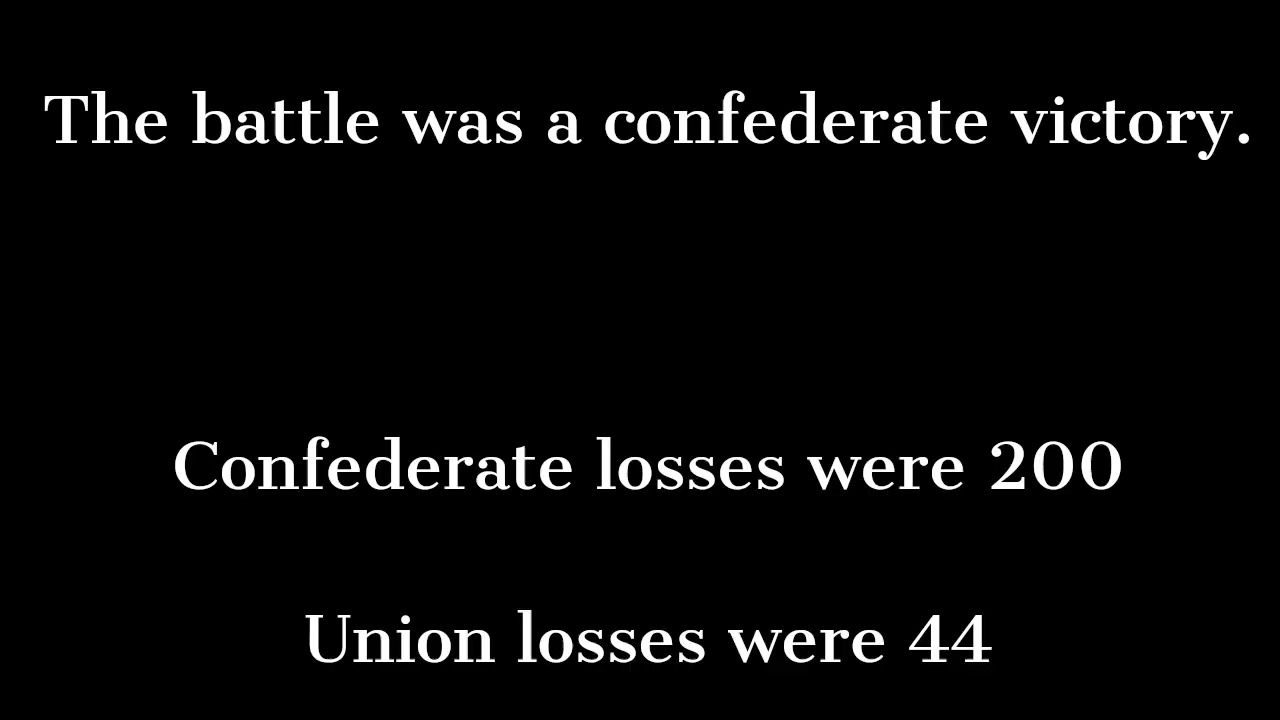 The battle was a confederate victory.
Confederate losses were 200
Union losses were 44